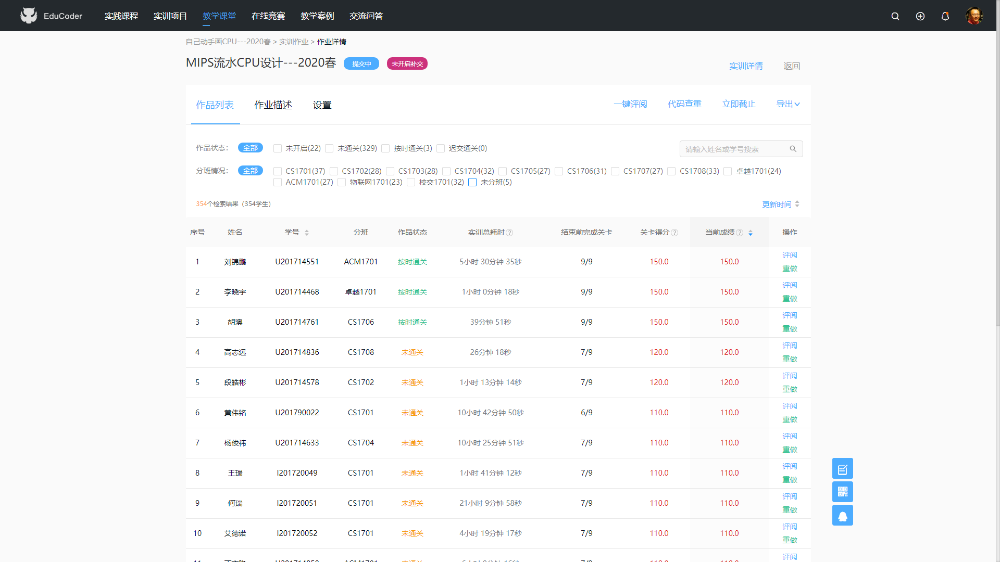 EduCoder 实践课程 实训项目 教学课堂 在线竞赛 教学案例 交流问答
自己动手画CPU---2020春 > 实训作业 > 作业详情
MIPS流水CPU设计---2020春 提交中 未开启补交 实训详情 返回
作品列表 作业描述 设置 一键评阅 代码查重 立即截止 导出
作品状态： 全部 未开启(22) 未通关(329) 按时通关(3) 迟交通关(0) 请输入姓名或学号搜索
分班情况： 全部 CS1701(37) CS1702(28) CS1703(28) CS1704(32) CS1705(27) CS1706(31) CS1707(27) CS1708(33) 卓越1701(24)
ACM1701(27) 物联网1701(23) 校交1701(32) 未分班(5)
354个检索结果（354学生） 更新时间
序号 姓名 学号 分班 作品状态 实训总耗时 结束前完成关卡 关卡得分 当前成绩 操作
1 刘锦鹏 U201714551 ACM1701 按时通关 5小时 30分钟 35秒 9/9 150.0 150.0 评阅
重做
2 李晓宇 U201714468 卓越1701 按时通关 1小时 0分钟 18秒 9/9 150.0 150.0 评阅
重做
3 胡澳 U201714761 CS1706 按时通关 39分钟 51秒 9/9 150.0 150.0 评阅
重做
4 高志远 U201714836 CS1708 未通关 26分钟 18秒 7/9 120.0 120.0 评阅
重做
5 段皓彬 U201714578 CS1702 未通关 1小时 13分钟 14秒 7/9 120.0 120.0 评阅
重做
6 黄伟铭 U201790022 CS1701 未通关 10小时 42分钟 50秒 6/9 110.0 110.0 评阅
重做
7 杨俊祎 U201714633 CS1704 未通关 10小时 25分钟 51秒 7/9 110.0 110.0 评阅
重做
8 王瑞 I201720049 CS1701 未通关 1小时 41分钟 12秒 7/9 110.0 110.0 评阅
重做
9 何瑞 I201720051 CS1701 未通关 21小时 9分钟 58秒 7/9 110.0 110.0 评阅
重做
10 艾德诺 I201720052 CS1701 未通关 4小时 19分钟 17秒 7/9 110.0 110.0 评阅
重做
评阅